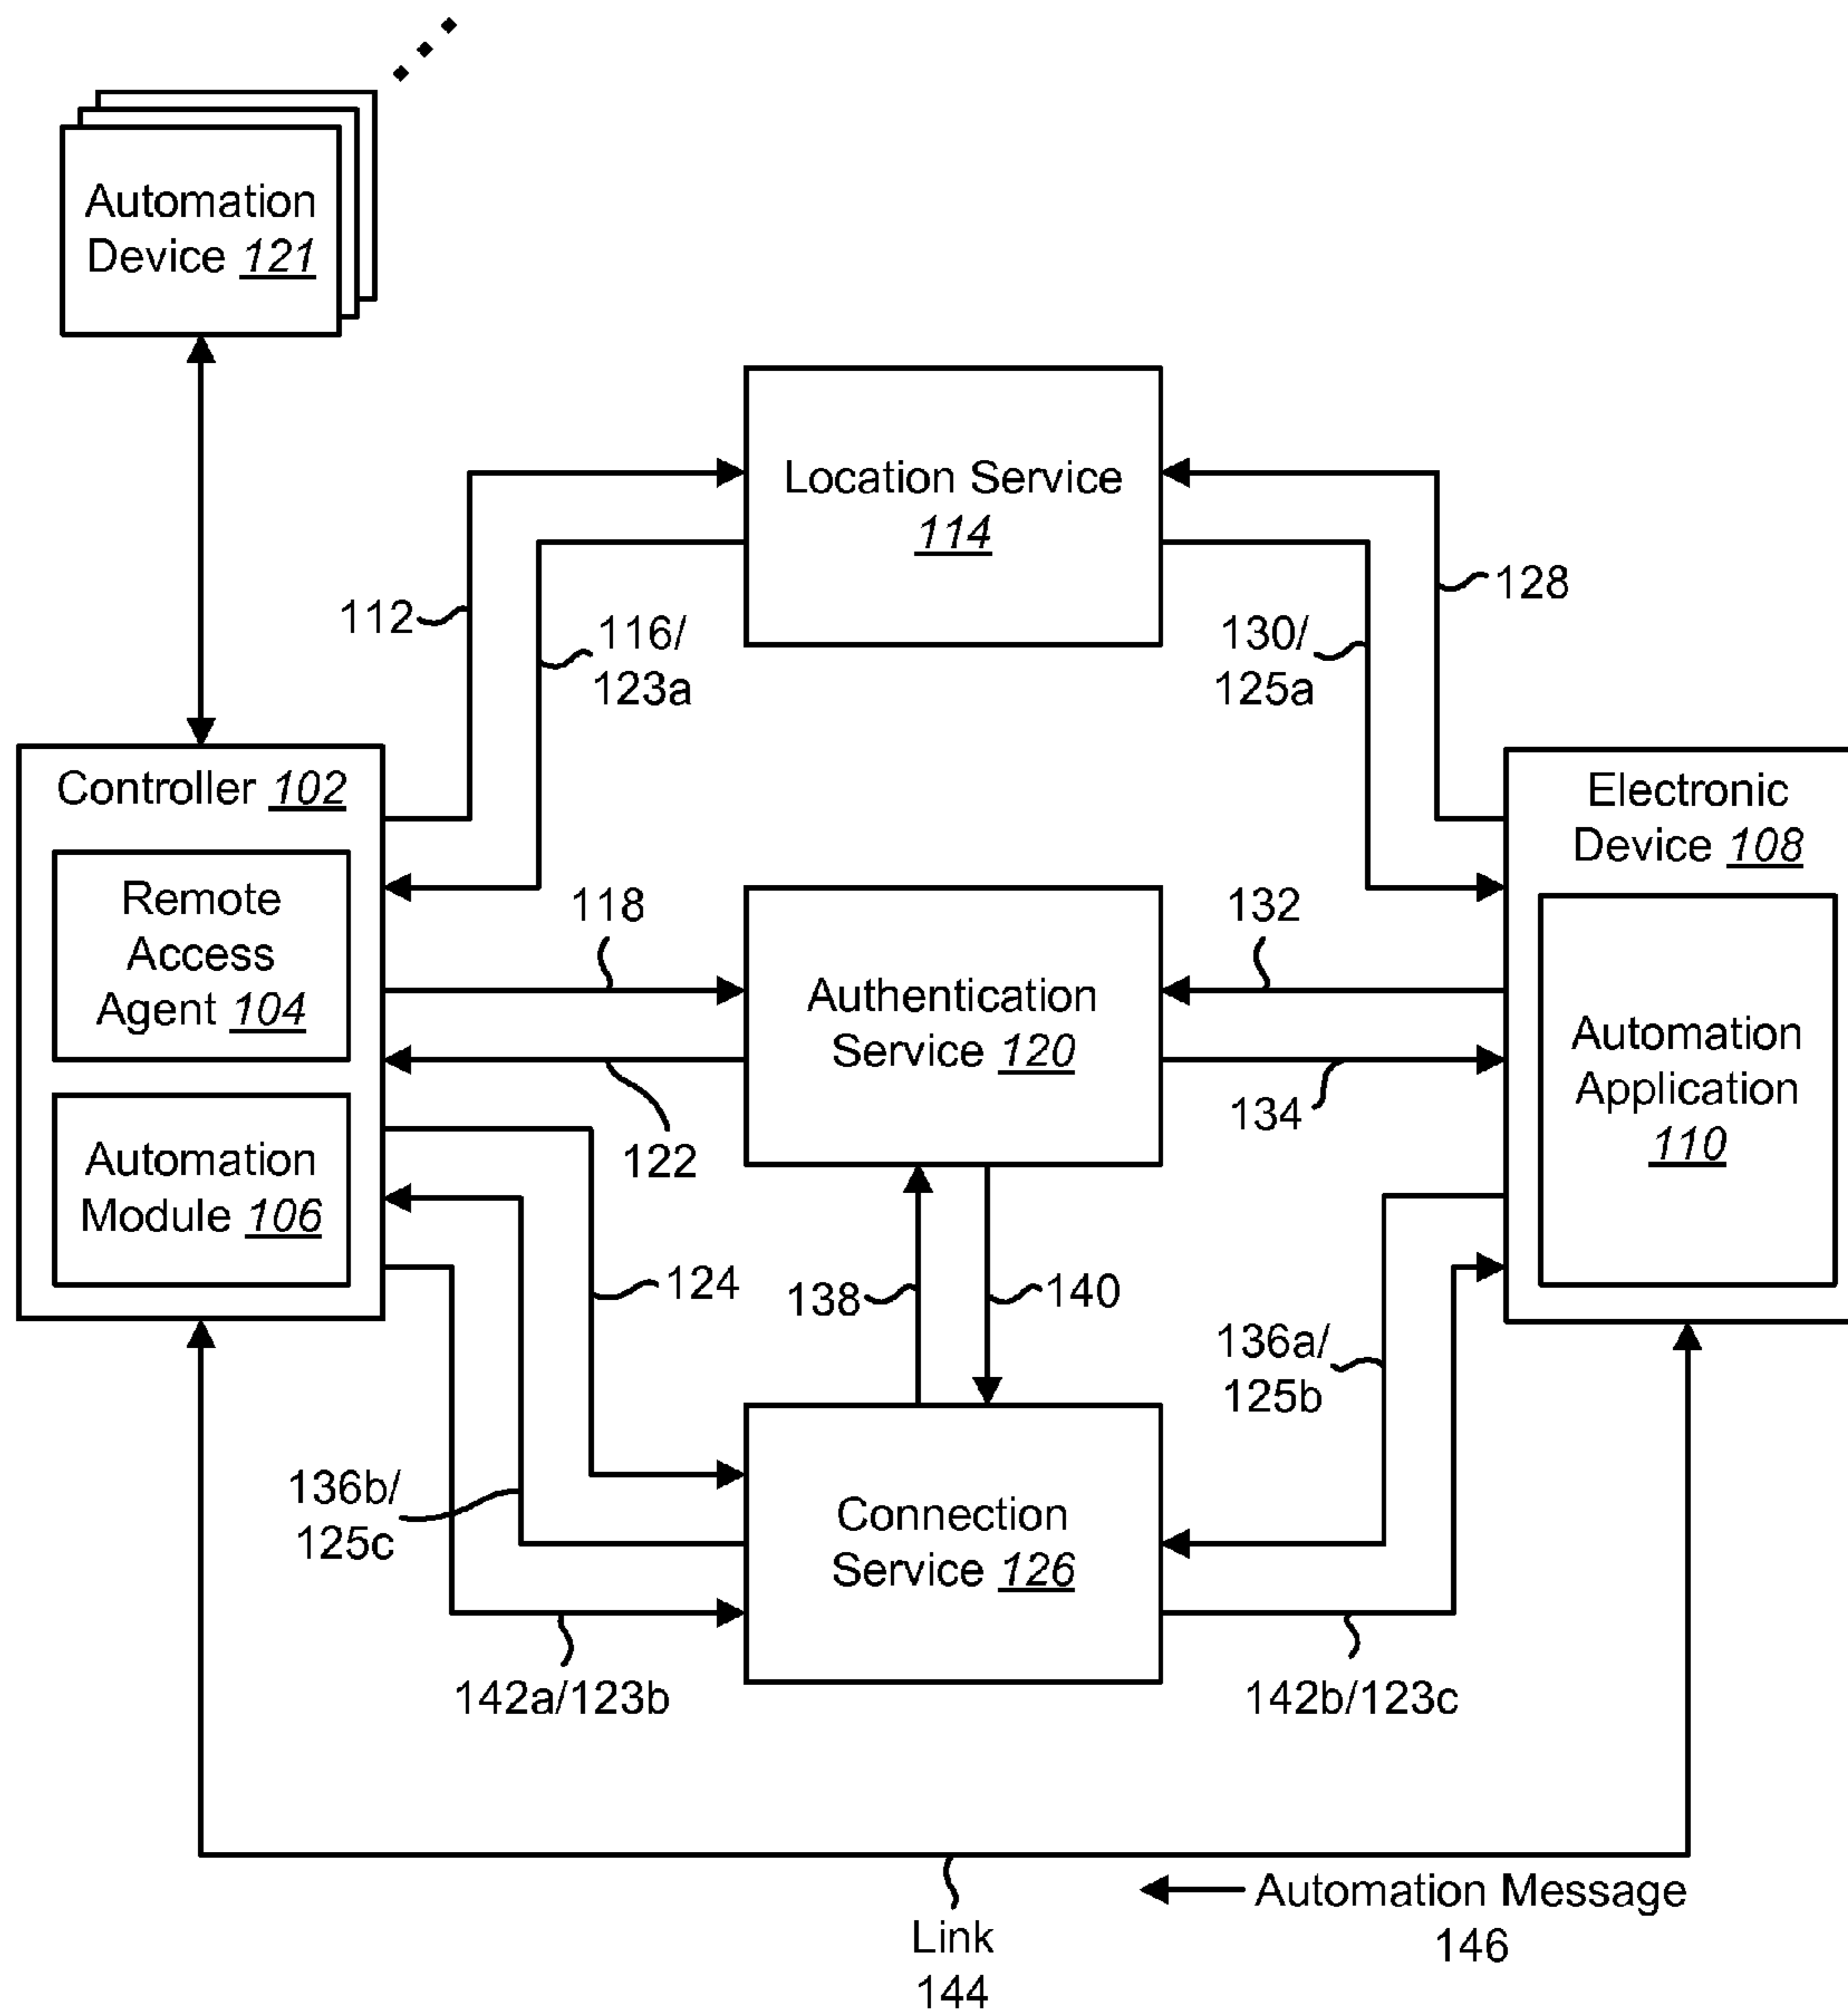 Automation
Device 121
Location Service
114
112
116/
123a
130/
125a
128
Controller 102
Remote
Access
Agent 104
Automation
Module 106
Electronic
Device 108
Automation
Application
110
118
132
Authentication
Service 120
122
134
124
138
140
136a/
125b
136b/
125c
Connection
Service 126
142a/123b
142b/123c
Automation Message
146
Link
144